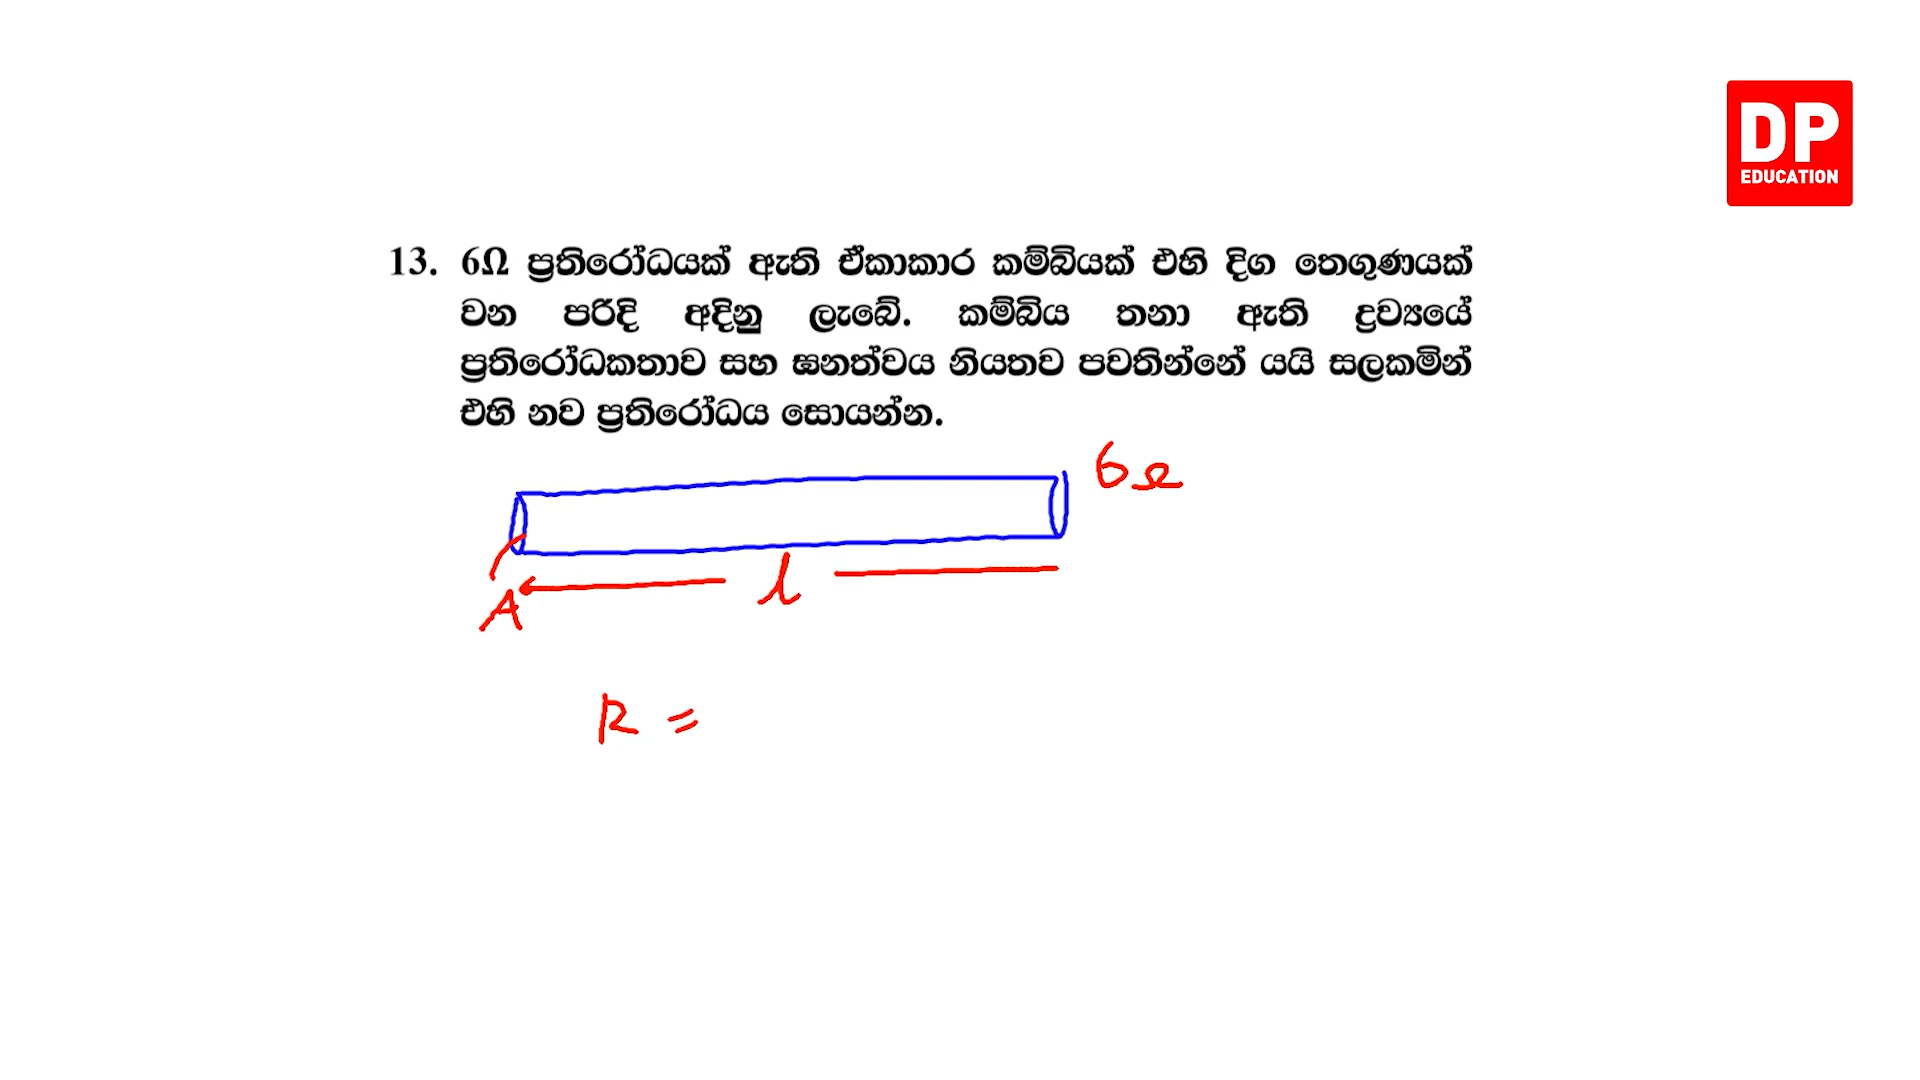 DP
EDUCATION
13. 6Ω ප්‍රතිරෝධයක් ඇති ඒකාකාර කම්බියක් එහි දිග තෙගුණයක්
වන පරිදි අදිනු ලැබේ. කම්බිය තනා ඇති ද්‍රව්‍යයේ
ප්‍රතිරෝධකතාව සහ ඝනත්වය නියතව පවතින්නේ යයි සලකමින්
එහි නව ප්‍රතිරෝධය සොයන්න.
6Ω
l
A
R =